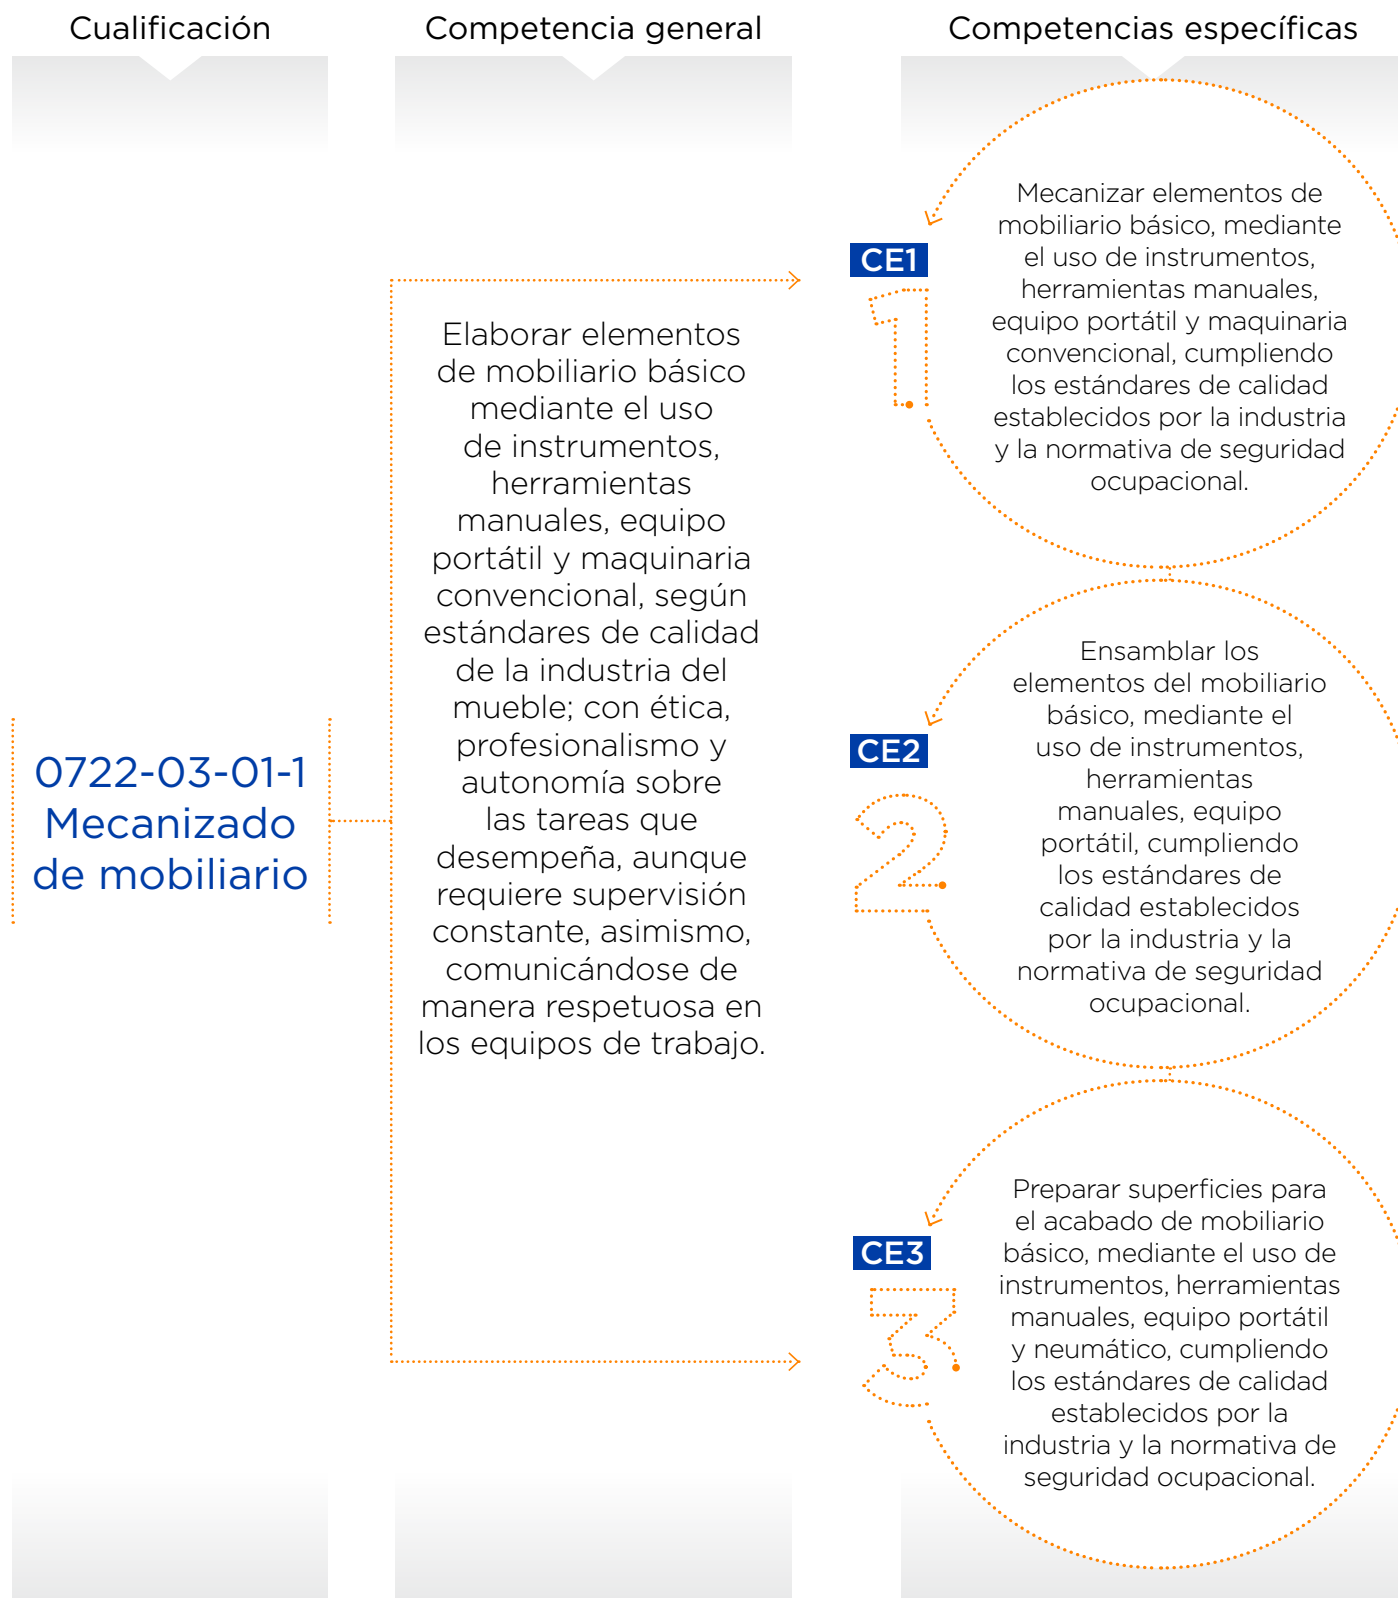 Cualificación
Competencia general
Competencias específicas
0722-03-01-1
Mecanizado
de mobiliario
Elaborar elementos
de mobiliario básico
mediante el uso
de instrumentos,
herramientas
manuales, equipo
portátil y maquinaria
convencional, según
estándares de calidad
de la industria del
mueble; con ética,
profesionalismo y
autonomía sobre
las tareas que
desempeña, aunque
requiere supervisión
constante, asimismo,
comunicándose de
manera respetuosa en
los equipos de trabajo.
CE1
1
Mecanizar elementos de
mobiliario básico, mediante
el uso de instrumentos,
herramientas manuales,
equipo portátil y maquinaria
convencional, cumpliendo
los estándares de calidad
establecidos por la industria
y la normativa de seguridad
ocupacional.
CE2
2
Ensamblar los
elementos del mobiliario
básico, mediante el
uso de instrumentos,
herramientas
manuales, equipo
portátil, cumpliendo
los estándares de
calidad establecidos
por la industria y la
normativa de seguridad
ocupacional.
CE3
3
Preparar superficies para
el acabado de mobiliario
básico, mediante el uso de
instrumentos, herramientas
manuales, equipo portátil
y neumático, cumpliendo
los estándares de calidad
establecidos por la
industria y la normativa de
seguridad ocupacional.